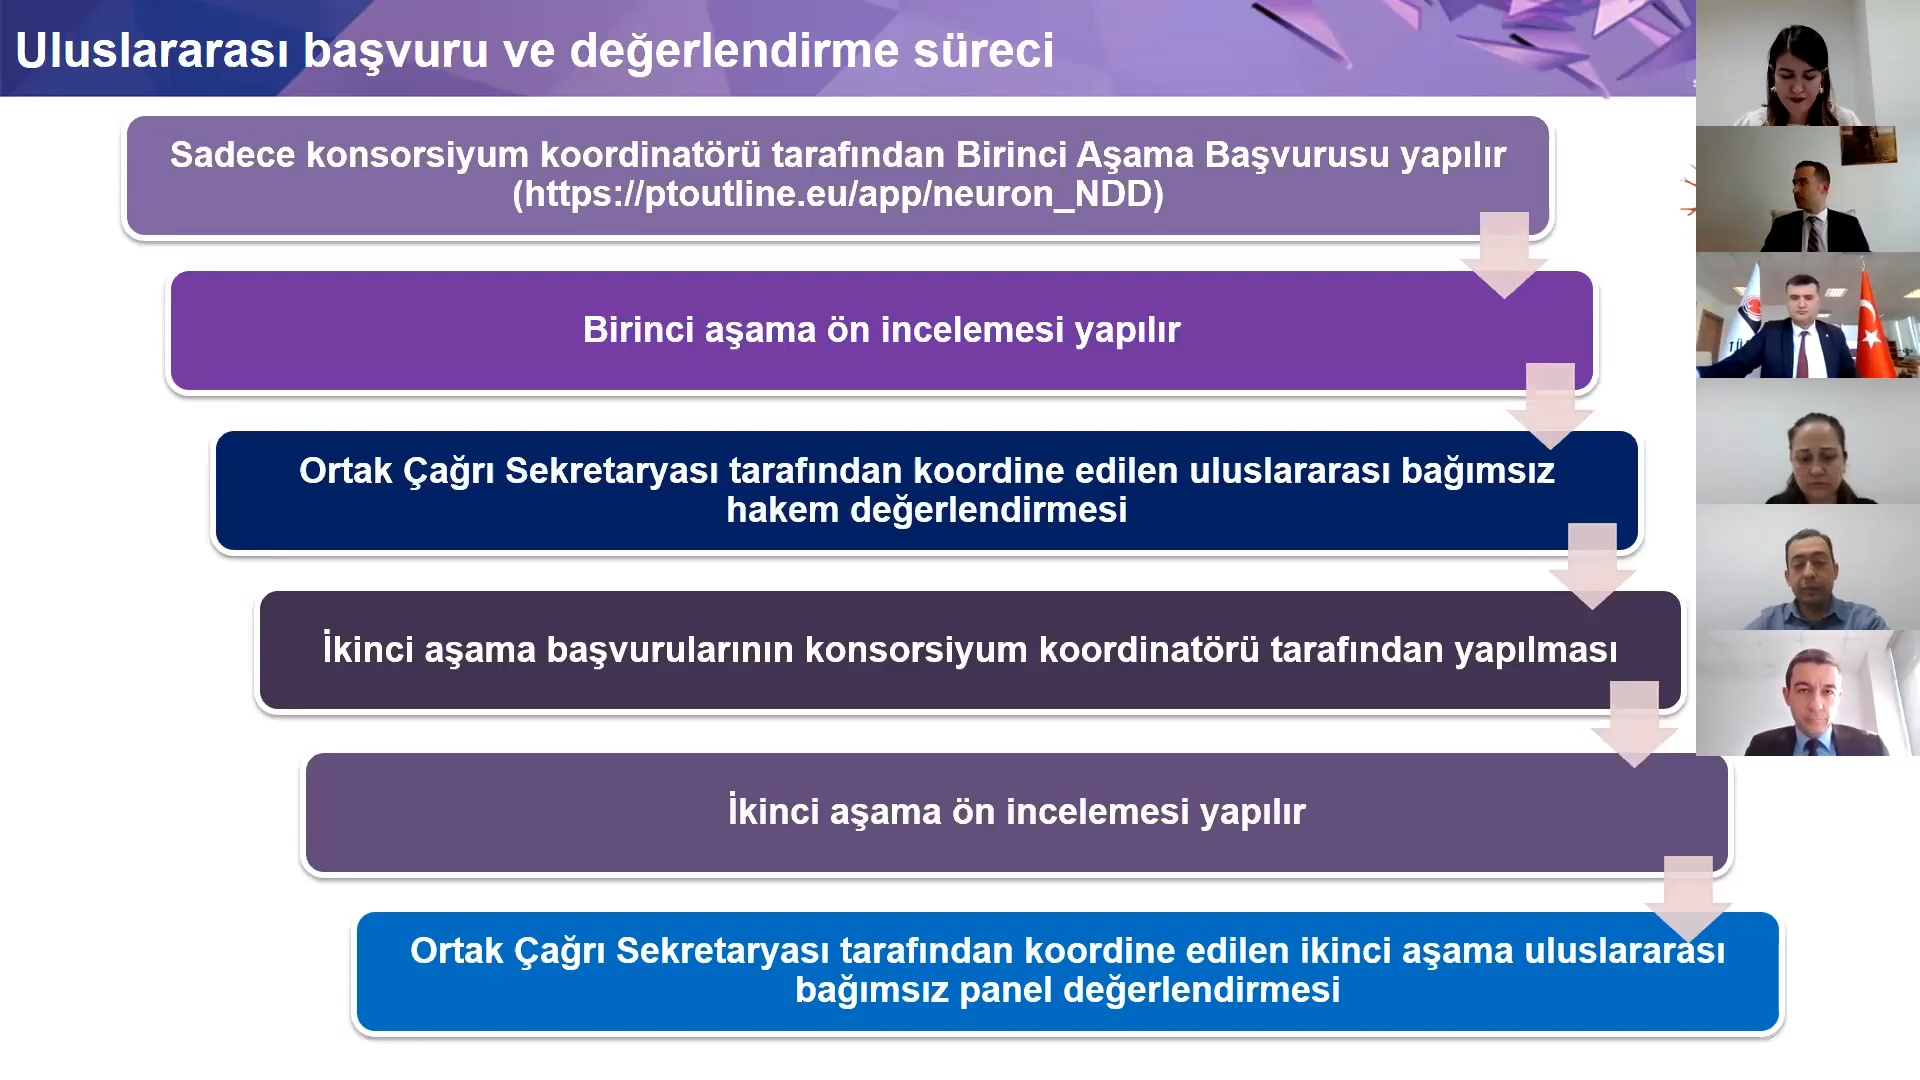 Uluslararası başvuru ve değerlendirme süreci
Sadece konsorsiyum koordinatörü tarafından Birinci Aşama Başvurusu yapılır
(https://ptoutline.eu/app/neuron_NDD)
Birinci aşama ön incelemesi yapılır
Ortak Çağrı Sekretaryası tarafından koordine edilen uluslararası bağımsız
hakem değerlendirmesi
İkinci aşama başvurularının konsorsiyum koordinatörü tarafından yapılması
İkinci aşama ön incelemesi yapılır
Ortak Çağrı Sekretaryası tarafından koordine edilen ikinci aşama uluslararası
bağımsız panel değerlendirmesi